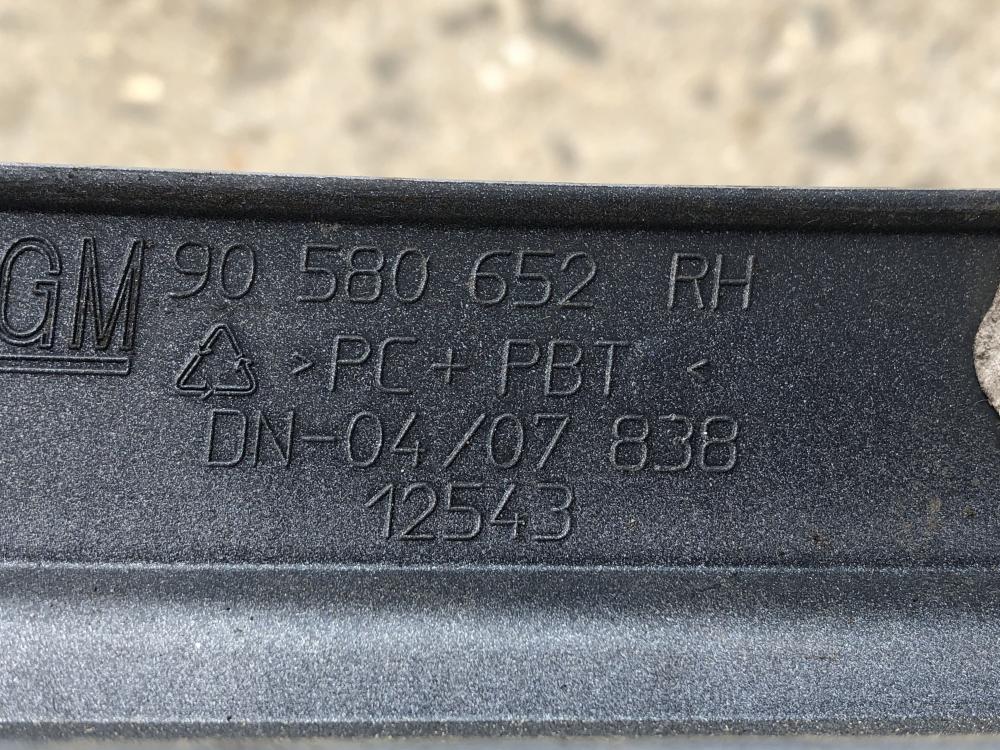 GM 90 580 652 RH
>PC + PBT<
DN-04/07 838
12543